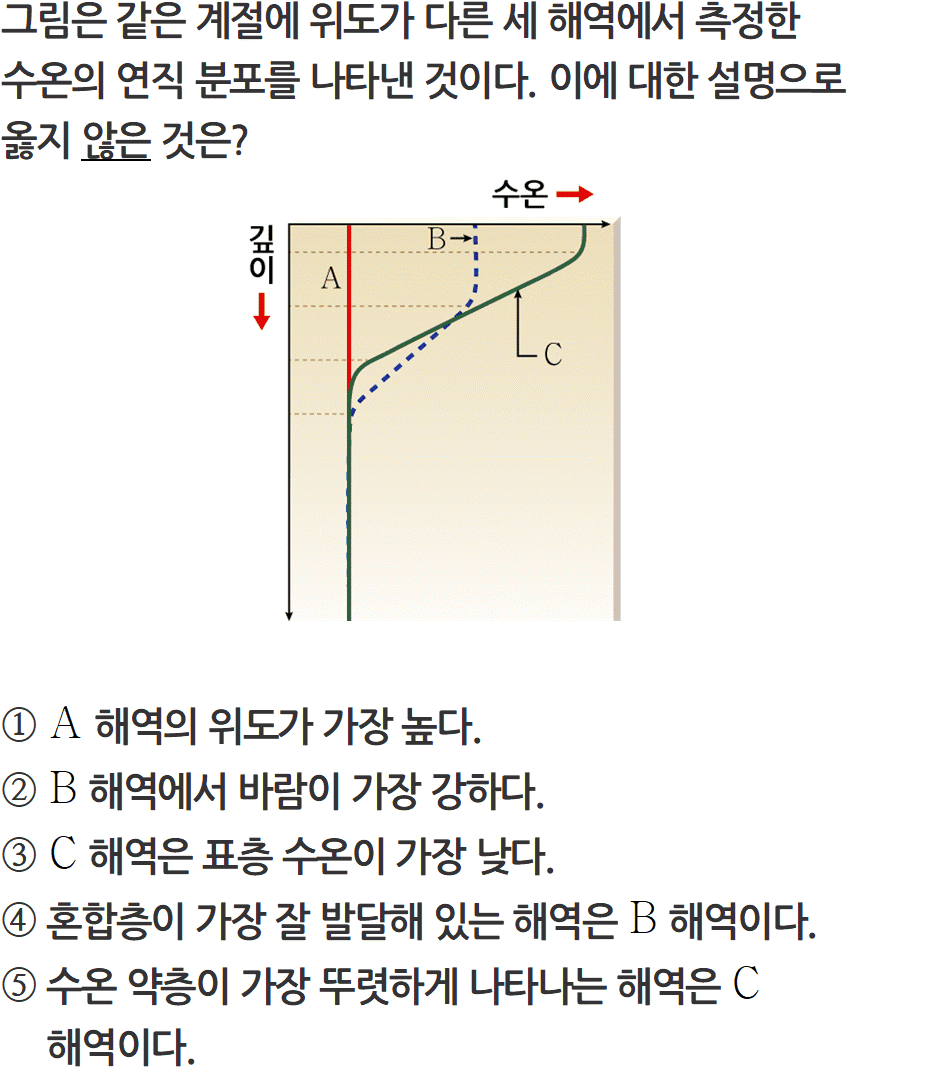 그림은 같은 계절에 위도가 다른 세 해역에서 측정한
수온의 연직 분포를 나타낸 것이다. 이에 대한 설명으로
옳지 않은 것은?
수온
깊이
B
A
C
① A 해역의 위도가 가장 높다.
② B 해역에서 바람이 가장 강하다.
③ C 해역은 표층 수온이 가장 낮다.
④ 혼합층이 가장 잘 발달해 있는 해역은 B 해역이다.
⑤ 수온 약층이 가장 뚜렷하게 나타나는 해역은 C
해역이다.